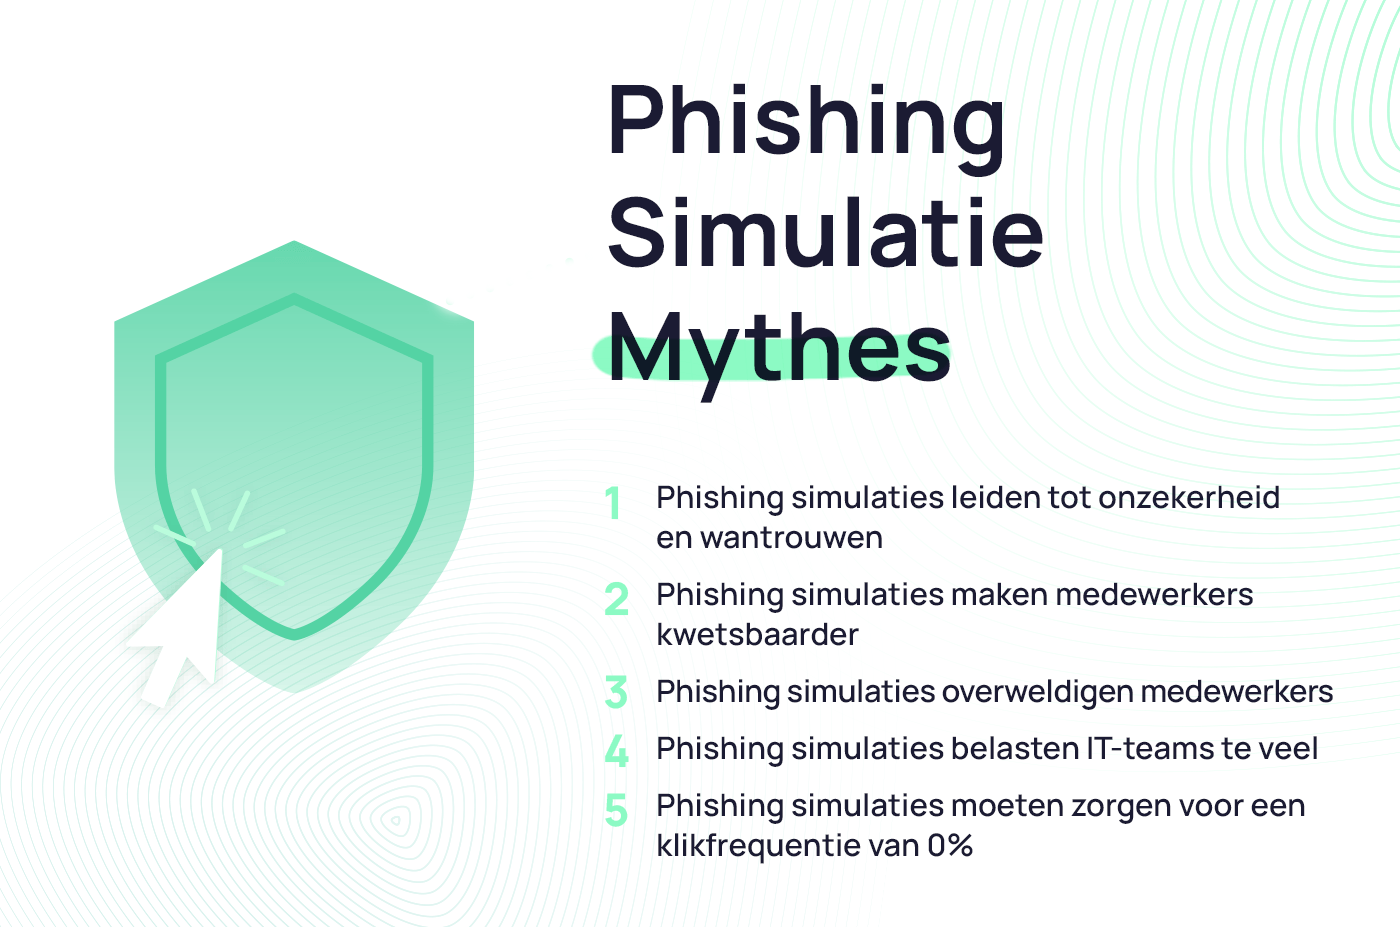 Phishing
Simulatie
Mythes
1 Phishing simulaties leiden tot onzekerheid
en wantrouwen
2 Phishing simulaties maken medewerkers
kwetsbaarder
3 Phishing simulaties overweldigen medewerkers
4 Phishing simulaties belasten IT-teams te veel
5 Phishing simulaties moeten zorgen voor een
klikfrequentie van 0%